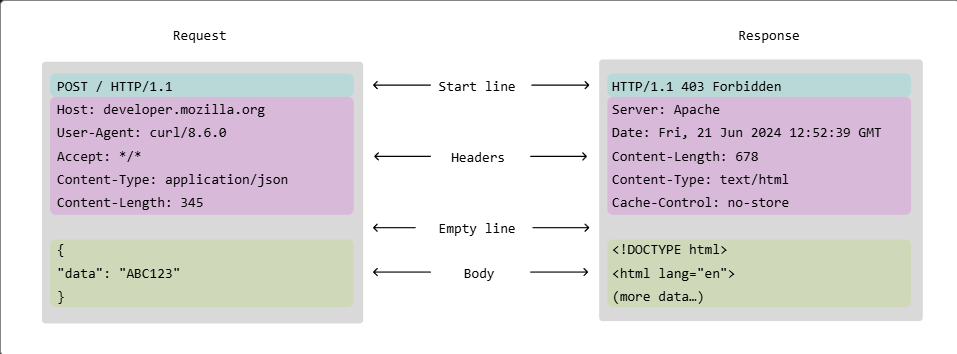 Request
Response
POST / HTTP/1.1
Host: developer.mozilla.org
User-Agent: curl/8.6.0
Accept: */*
Content-Type: application/json
Content-Length: 345
{
"data": "ABC123"
}
Start line
Headers
Empty line
Body
HTTP/1.1 403 Forbidden
Server: Apache
Date: Fri, 21 Jun 2024 12:52:39 GMT
Content-Length: 678
Content-Type: text/html
Cache-Control: no-store
<!DOCTYPE html>
<html lang="en">
(more data…)